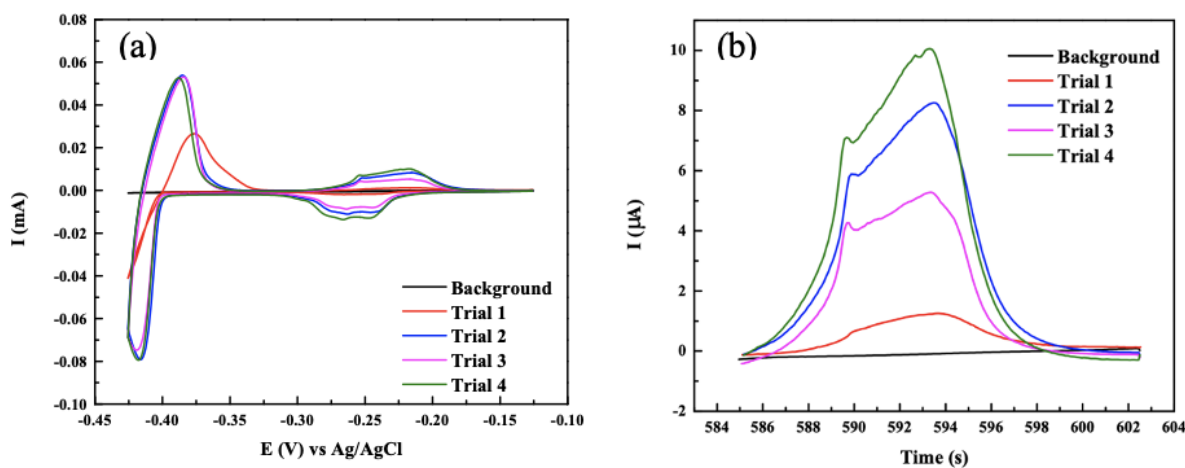 (a)
I (mA)
0.08
0.06
0.04
0.02
0.00
-0.02
-0.04
-0.06
-0.08
-0.10
Background
Trial 1
Trial 2
Trial 3
Trial 4
-0.45 -0.40 -0.35 -0.30 -0.25 -0.20 -0.15 -0.10
E (V) vs Ag/AgCl
(b)
I (µA)
10
8
6
4
2
0
-2
Background
Trial 1
Trial 2
Trial 3
Trial 4
584 586 588 590 592 594 596 598 600 602 604
Time (s)